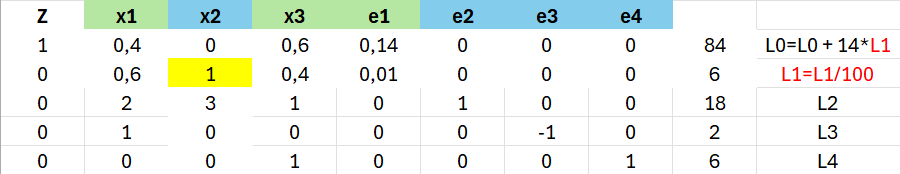 Z x1 x2 x3 e1 e2 e3 e4
1 0,4 0 0,6 0,14 0 0 0 84 L0=L0 + 14*L1
0 0,6 1 0,4 0,01 0 0 0 6 L1=L1/100
0 2 3 1 0 1 0 0 18 L2
0 1 0 0 0 -1 0 2 L3
0 0 1 0 0 1 6 L4